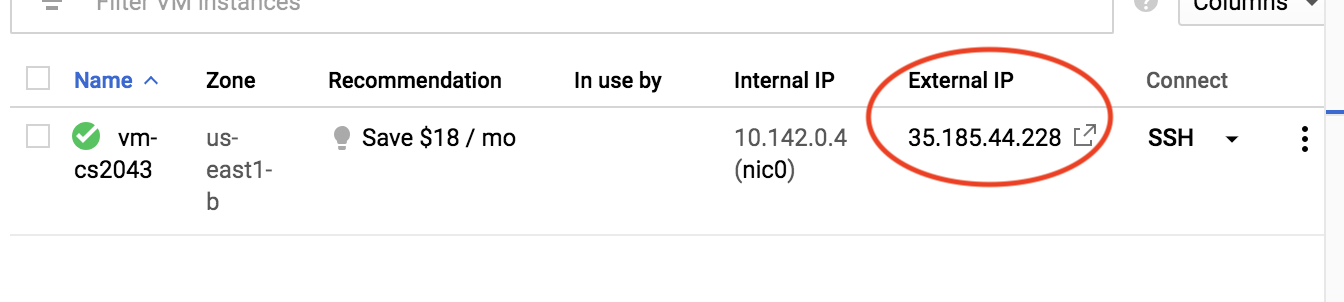 Filter VM instances
Columns
Name Zone Recommendation In use by Internal IP External IP Connect
vm- us- Save $18 / mo 10.142.0.4 35.185.44.228 SSH
cs2043 east1- (nic0)
b